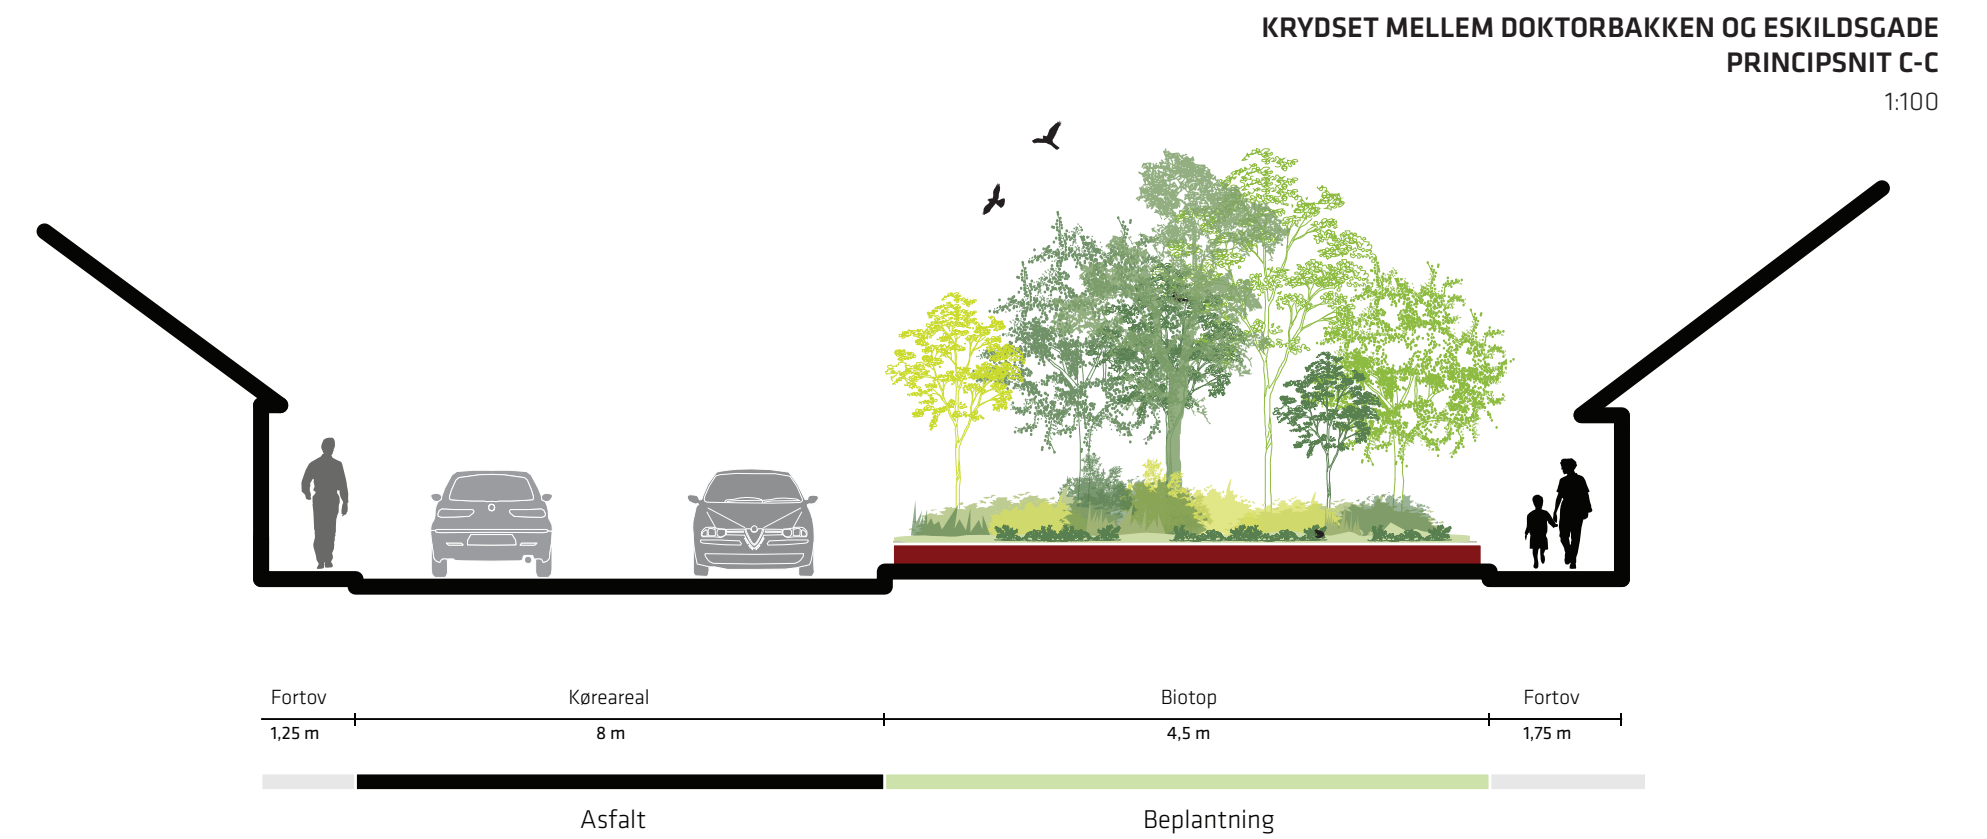 KRYDSET MELLEM DOKTORBAKKEN OG ESKILDSGADE
PRINCIPSNIT C-C
1:100
Fortov Køreareal Biotop Fortov
1,25 m 8 m 4,5 m 1,75 m
Asfalt Beplantning